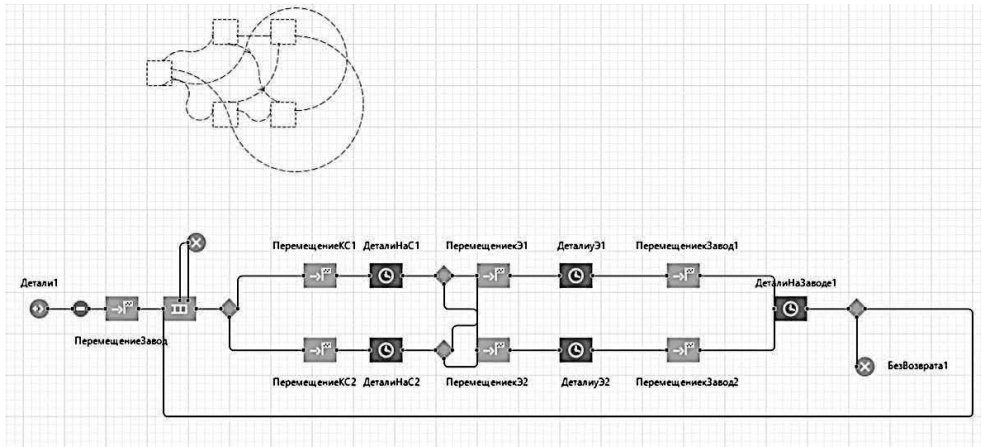 ПеремещениеКС1
ДеталиНаС1
ПеремещениекЭ1
ДеталиуЭ1
ПеремещениекЗавод1
Детали1
ДеталиНаЗаводе1
ПеремещениеЗавод
ПеремещениеКС2
ДеталиНаС2
ПеремещениекЭ2
ДеталиуЭ2
ПеремещениекЗавод2
БезВозврата1